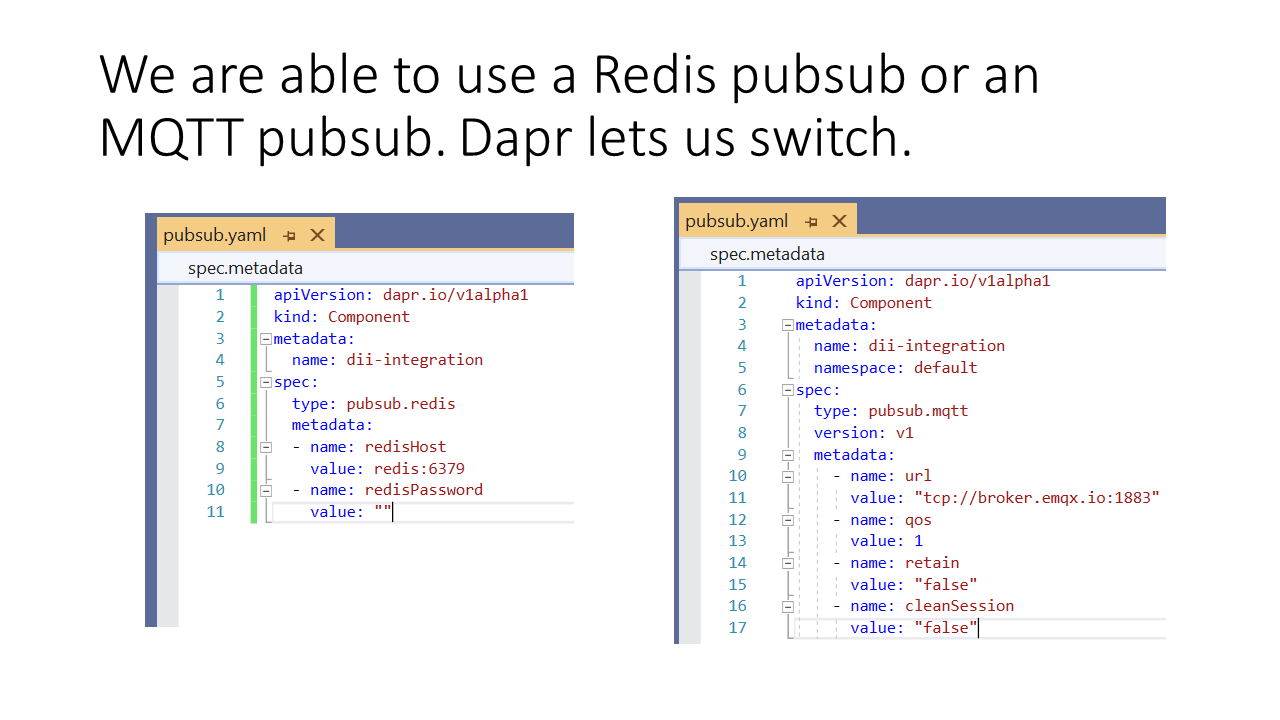 We are able to use a Redis pubsub or an
MQTT pubsub. Dapr lets us switch.
pubsub.yaml
spec.metadata
1 apiVersion: dapr.io/v1alpha1
2 kind: Component
3 metadata:
4 name: dii-integration
5 spec:
6 type: pubsub.redis
7 metadata:
8 - name: redisHost
9 value: redis:6379
10 - name: redisPassword
11 value: ""
pubsub.yaml
spec.metadata
1 apiVersion: dapr.io/v1alpha1
2 kind: Component
3 metadata:
4 name: dii-integration
5 namespace: default
6 spec:
7 type: pubsub.mqtt
8 version: v1
9 metadata:
10 - name: url
11 value: "tcp://broker.emqx.io:1883"
12 - name: qos
13 value: 1
14 - name: retain
15 value: "false"
16 - name: cleanSession
17 value: "false"